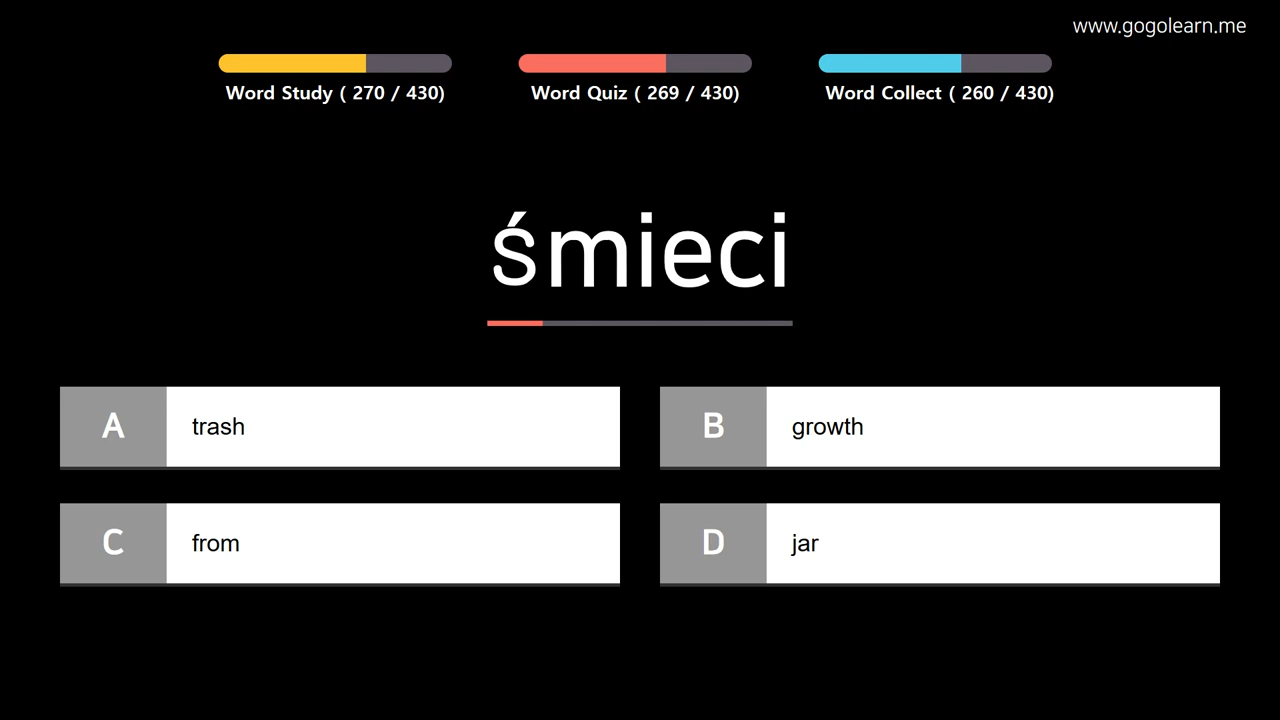 www.gogolearn.me
Word Study ( 270 / 430)
Word Quiz ( 269 / 430)
Word Collect ( 260 / 430)
śmieci
A trash
B growth
C from
D jar